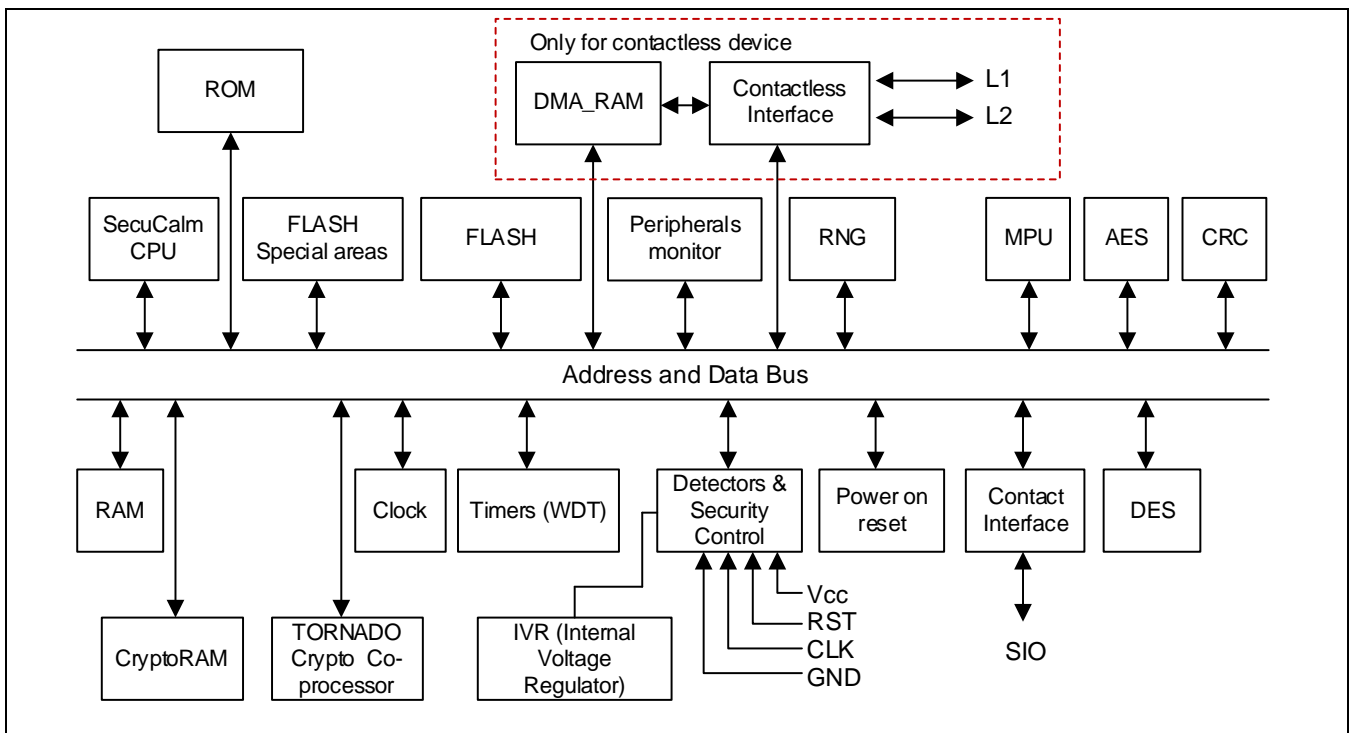 Only for contactless device
ROM
DMA_RAM
Contactless
Interface
L1
L2
SecuCalm
CPU
FLASH
Special areas
FLASH
Peripherals
monitor
RNG
MPU
AES
CRC
Address and Data Bus
RAM
Clock
Timers (WDT)
Detectors &
Security
Control
Power on
reset
Contact
Interface
DES
Vcc
RST
CLK
GND
SIO
CryptoRAM
TORNADO
Crypto Co-
processor
IVR (Internal
Voltage
Regulator)